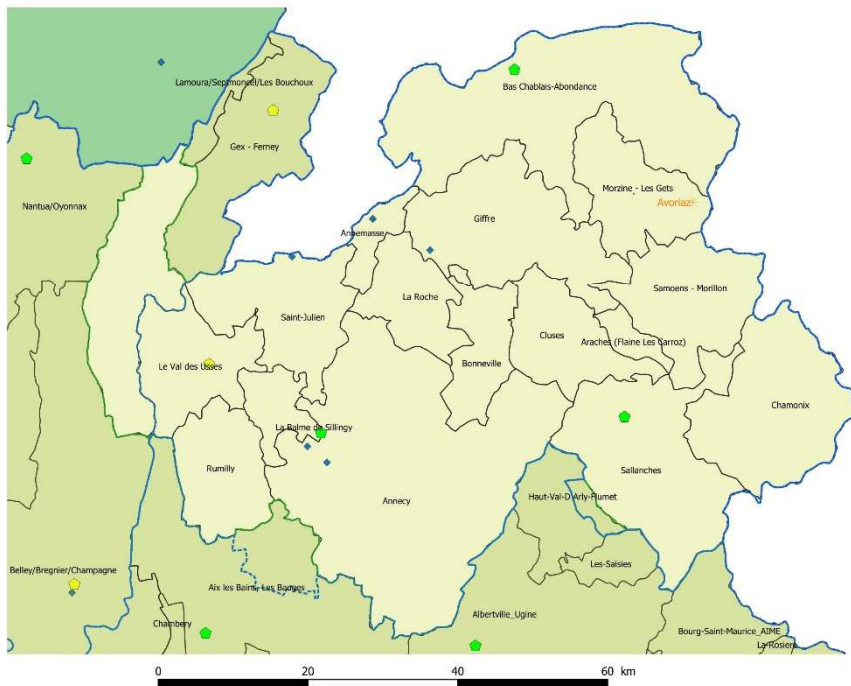 Lamoura/Septmoncel/Les Bouchoux
Bas Chablais-Abondance
Gex - Ferney
Nantua/Oyonnax
Morzine - Les Gets
Avoriaz
Giffre
Annemasse
Samoens - Morillon
La Roche
Saint-Julien
Cluses
Araches (Flaine Les Carroz)
Le Val des Usses
Bonneville
Chamonix
La Balme de Sillingy
Rumilly
Sallanches
Annecy
Haut-Val-D Arly-Flumet
Les-Saisies
Belley/Bregnier/Champagne
Aix les Bains, Les Bauges
Albertville_Ugine
Chambery
Bourg-Saint-Maurice_AIME
La-Rosiere
0 20 40 60 km